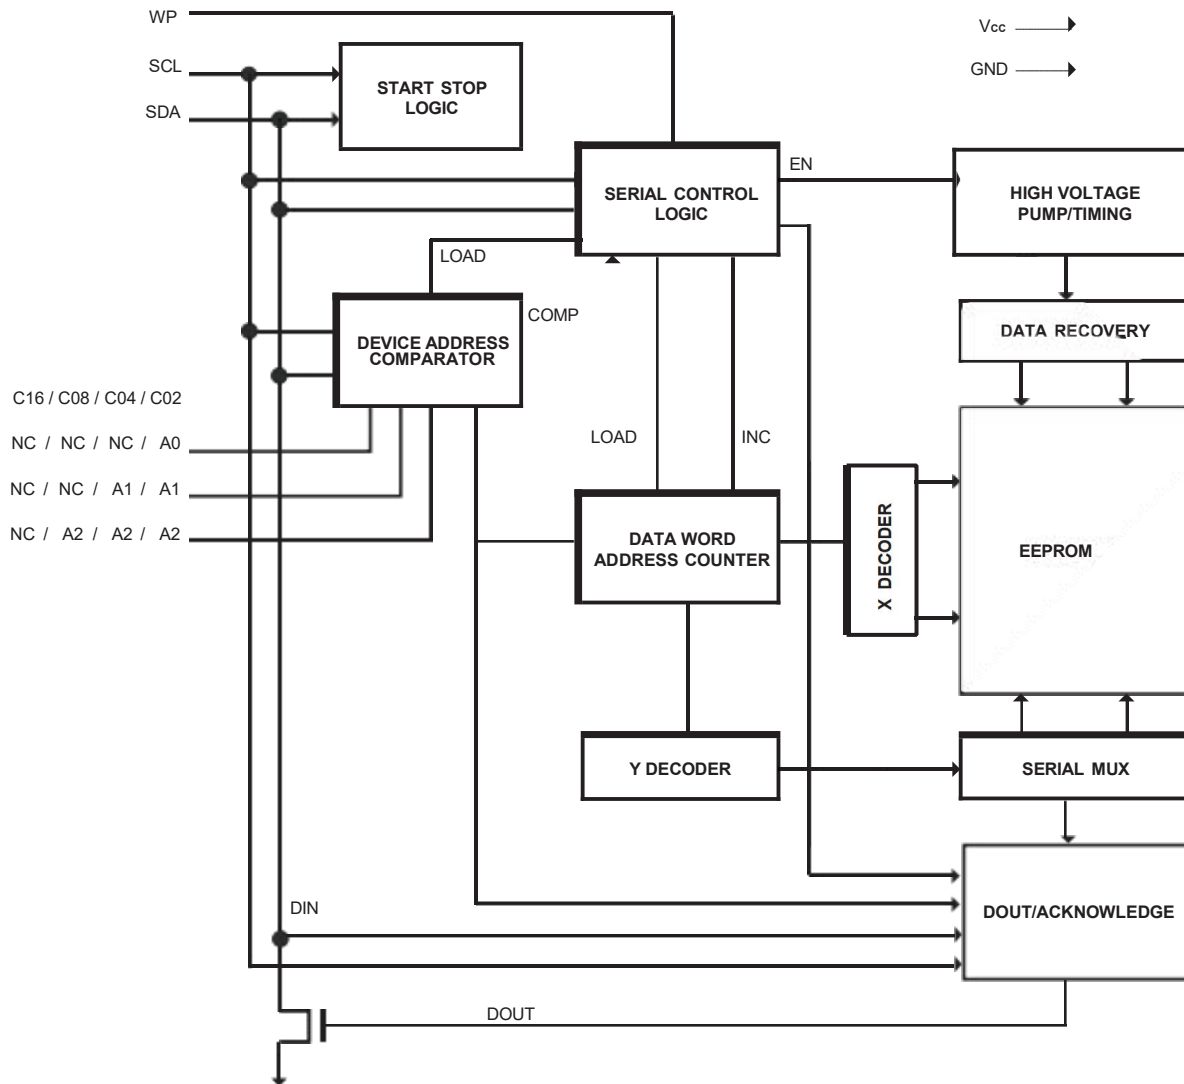 WP
Vcc
SCL
GND
START STOP
LOGIC
SDA
EN
SERIAL CONTROL
LOGIC
HIGH VOLTAGE
PUMP/TIMING
LOAD
COMP
DATA RECOVERY
DEVICE ADDRESS
COMPARATOR
C16 / C08 / C04 / C02
NC / NC / NC / A0
LOAD
INC
NC / NC / A1 / A1
NC / A2 / A2 / A2
DATA WORD
ADDRESS COUNTER
X DECODER
EEPROM
Y DECODER
SERIAL MUX
DIN
DOUT/ACKNOWLEDGE
DOUT